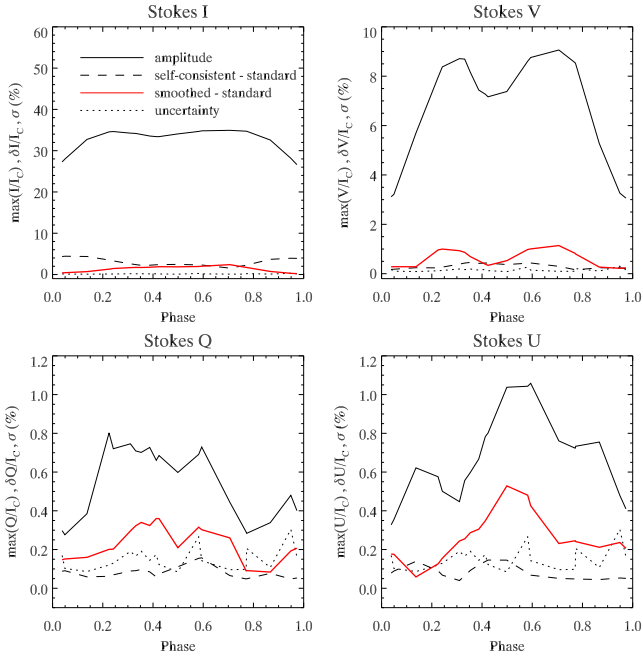 Stokes I
max(I/I_C) , δI/I_C , σ (%)
60
50
40
30
20
10
0
amplitude
self-consistent - standard
smoothed - standard
uncertainty
0.0 0.2 0.4 0.6 0.8 1.0
Phase
Stokes V
max(V/I_C) , δV/I_C , σ (%)
10
8
6
4
2
0
0.0 0.2 0.4 0.6 0.8 1.0
Phase
Stokes Q
max(Q/I_C) , δQ/I_C , σ (%)
1.2
1.0
0.8
0.6
0.4
0.2
0.0
0.0 0.2 0.4 0.6 0.8 1.0
Phase
Stokes U
max(U/I_C) , δU/I_C , σ (%)
1.2
1.0
0.8
0.6
0.4
0.2
0.0
0.0 0.2 0.4 0.6 0.8 1.0
Phase